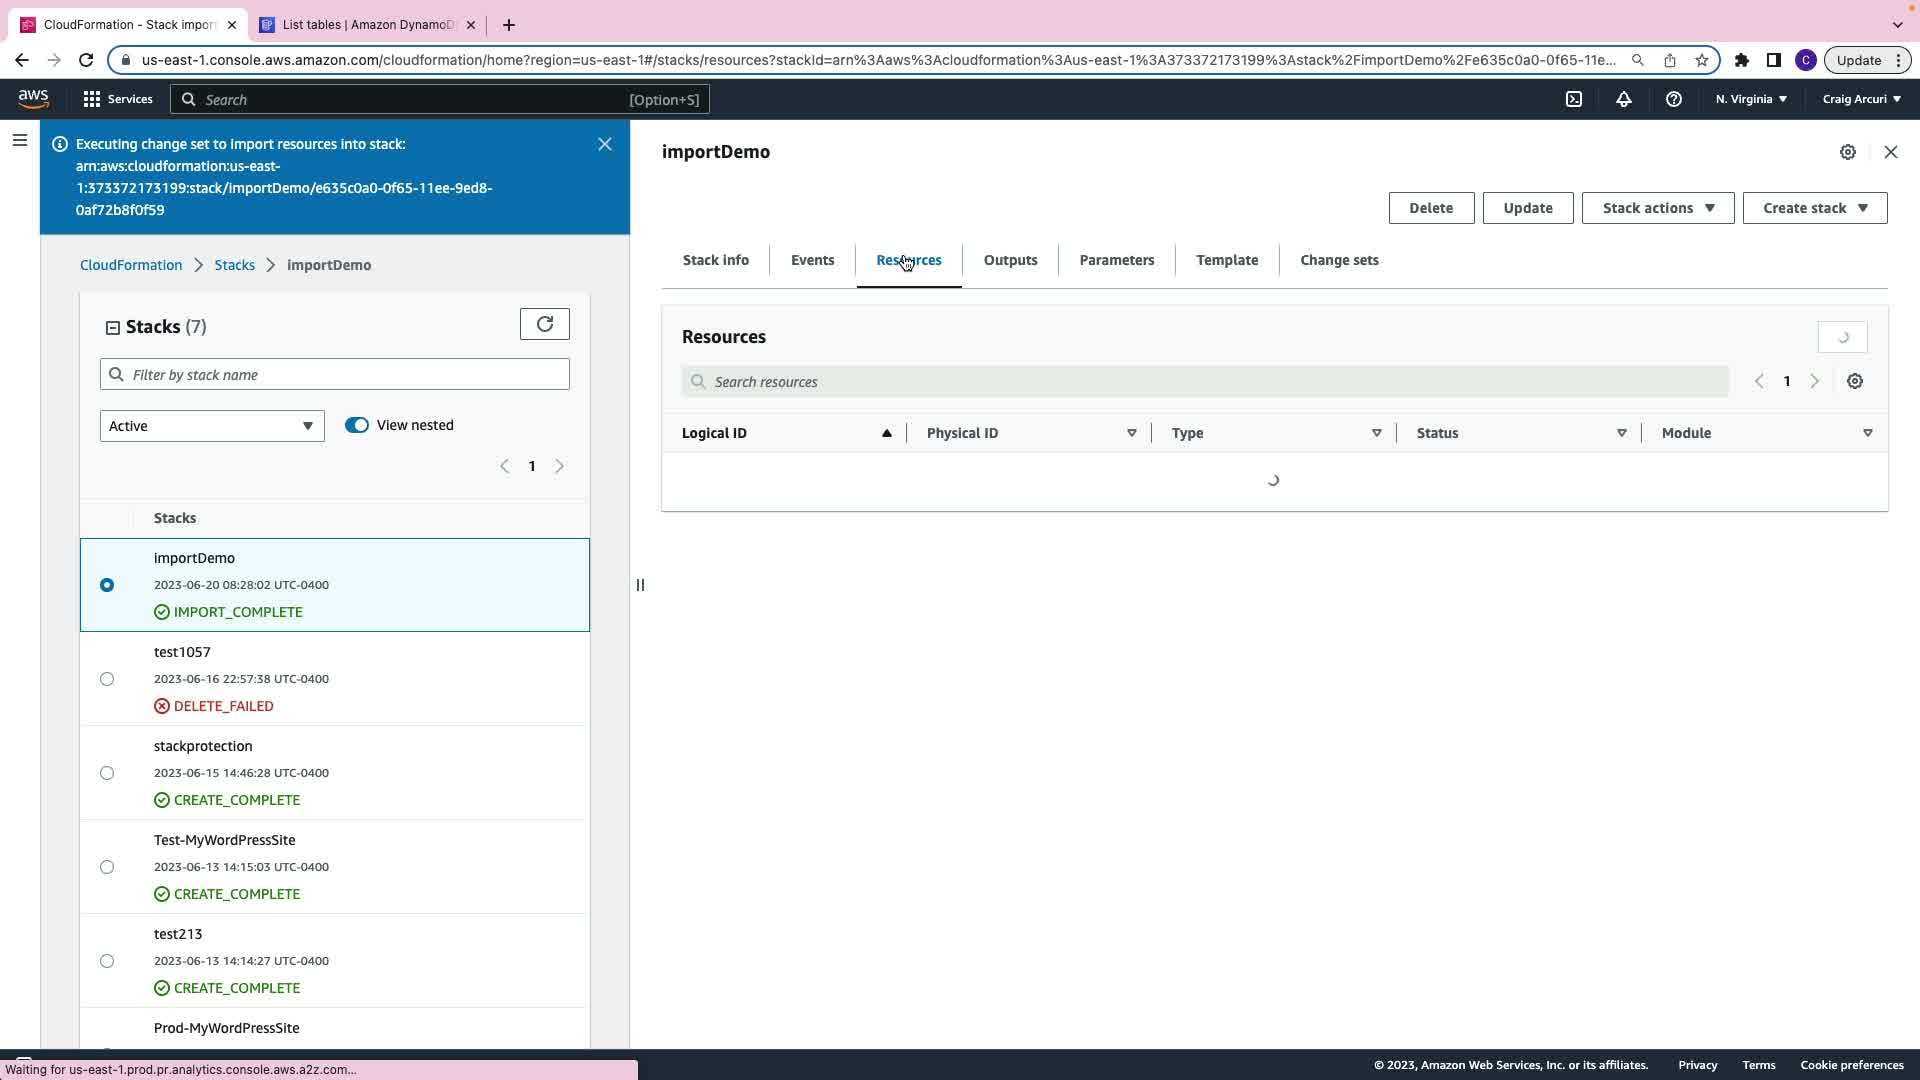 CloudFormation - Stack impor
List tables | Amazon DynamoD
us-east-1.console.aws.amazon.com/cloudformation/home?region=us-east-1#/stacks/resources?stackId=arn%3Aaws%3Acloudformation%3Aus-east-1%3A373372173199%3Astack%2FimportDemo%2Fe635c0a0-0f65-11e...
C
Update
aws
Services
Search
[Option+S]
N. Virginia
Craig Arcuri
Executing change set to import resources into stack:
arn:aws:cloudformation:us-east-
1:373372173199:stack/importDemo/e635c0a0-0f65-11ee-9ed8-
0af72b8f0f59
CloudFormation
Stacks
importDemo
Stacks (7)
Filter by stack name
Active
View nested
1
Stacks
importDemo
2023-06-20 08:28:02 UTC-0400
IMPORT_COMPLETE
test1057
2023-06-16 22:57:38 UTC-0400
DELETE_FAILED
stackprotection
2023-06-15 14:46:28 UTC-0400
CREATE_COMPLETE
Test-MyWordPressSite
2023-06-13 14:15:03 UTC-0400
CREATE_COMPLETE
test213
2023-06-13 14:14:27 UTC-0400
CREATE_COMPLETE
Prod-MyWordPressSite
importDemo
Delete
Update
Stack actions
Create stack
Stack info
Events
Resources
Outputs
Parameters
Template
Change sets
Resources
Search resources
1
Logical ID
Physical ID
Type
Status
Module
Waiting for us-east-1.prod.pr.analytics.console.aws.a2z.com...
© 2023, Amazon Web Services, Inc. or its affiliates.
Privacy
Terms
Cookie preferences